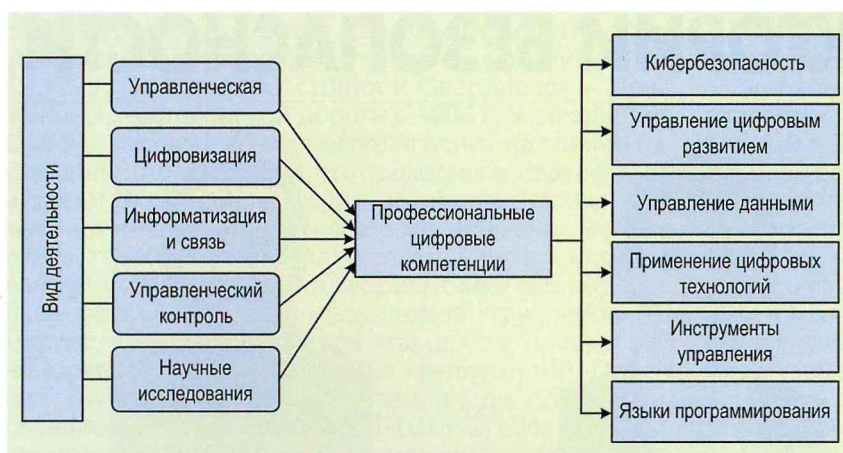 Вид деятельности
Управленческая
Цифровизация
Информатизация
и связь
Управленческий
контроль
Научные
исследования
Профессиональные
цифровые
компетенции
Кибербезопасность
Управление цифровым
развитием
Управление данными
Применение цифровых
технологий
Инструменты
управления
Языки программирования